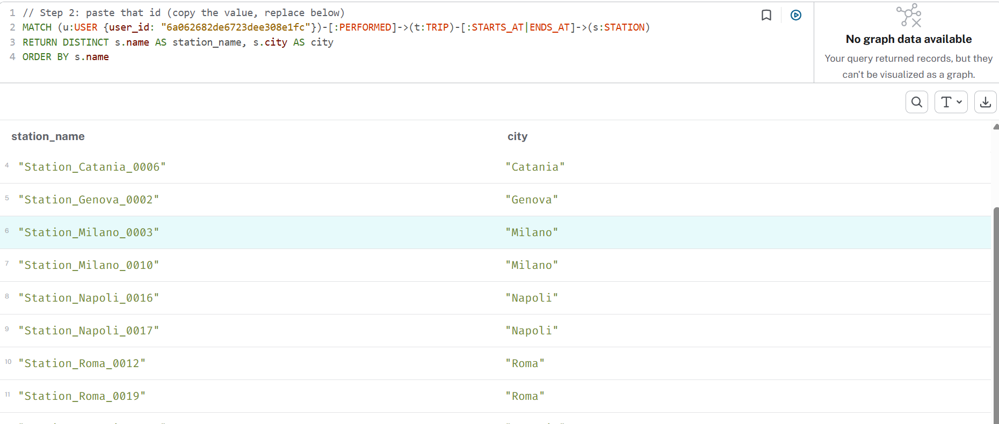 1 // Step 2: paste that id (copy the value, replace below)
2 MATCH (u:USER {user_id: "6a062682de6723dee308e1fc"})-[:PERFORMED]->(t:TRIP)-[:STARTS_AT|ENDS_AT]->(s:STATION)
3 RETURN DISTINCT s.name AS station_name, s.city AS city
4 ORDER BY s.name
No graph data available
Your query returned records, but they
can't be visualized as a graph.
station_name city
4 "Station_Catania_0006" "Catania"
5 "Station_Genova_0002" "Genova"
6 "Station_Milano_0003" "Milano"
7 "Station_Milano_0010" "Milano"
8 "Station_Napoli_0016" "Napoli"
9 "Station_Napoli_0017" "Napoli"
10 "Station_Roma_0012" "Roma"
11 "Station_Roma_0019" "Roma"